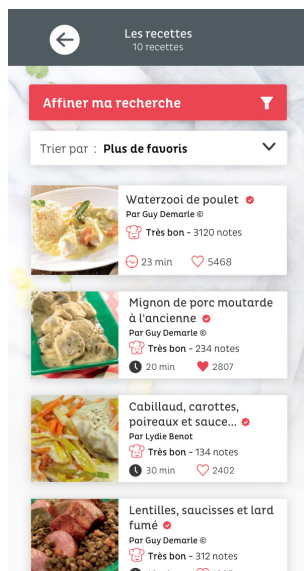 Les recettes
10 recettes
Affiner ma recherche
Trier par : Plus de favoris
Waterzooi de poulet
Par Guy Demarle ©
Très bon - 3120 notes
23 min 5468
Mignon de porc moutarde
à l'ancienne
Par Guy Demarle ©
Très bon - 234 notes
20 min 2807
Cabillaud, carottes,
poireaux et sauce...
Par Lydie Benot
Très bon - 134 notes
30 min 2402
Lentilles, saucisses et lard
fumé
Par Guy Demarle ©
Très bon - 312 notes